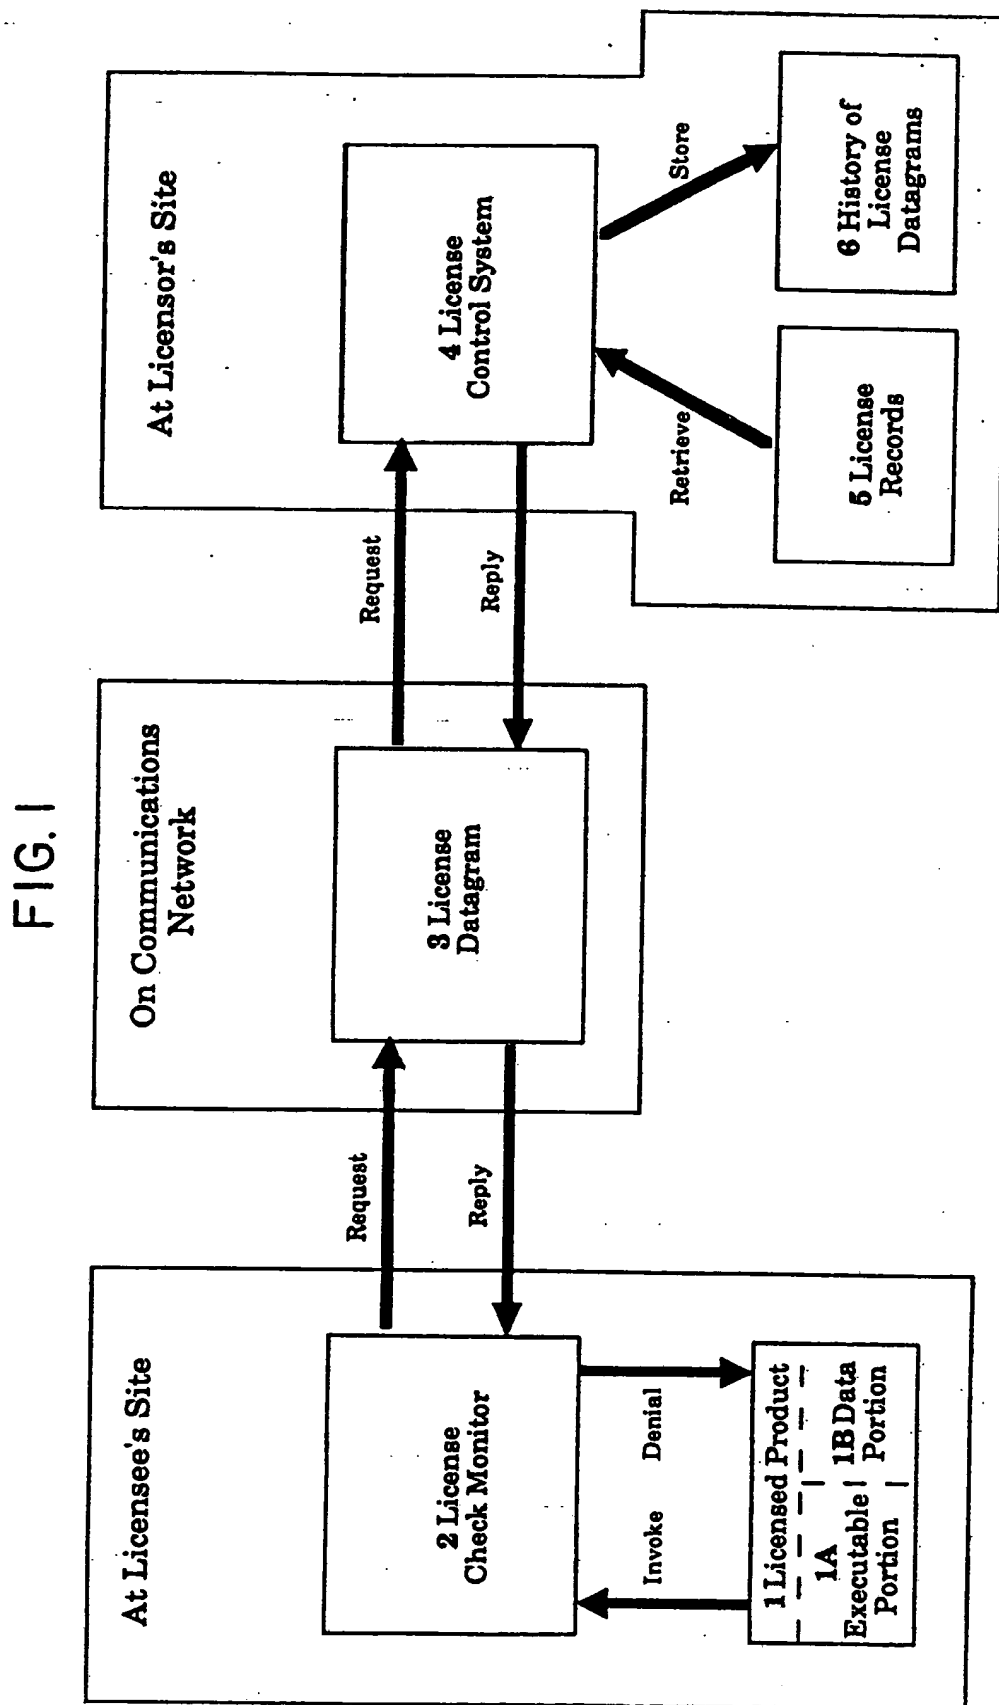 FIG. 1
At Licensee's Site
2 License
Check Monitor
Invoke
Denial
1 Licensed Product
1A
Executable
Portion
1B Data
Portion
Request
Reply
On Communications
Network
3 License
Datagram
Request
Reply
At Licensor's Site
4 License
Control System
Retrieve
Store
5 License
Records
6 History of
License
Datagrams